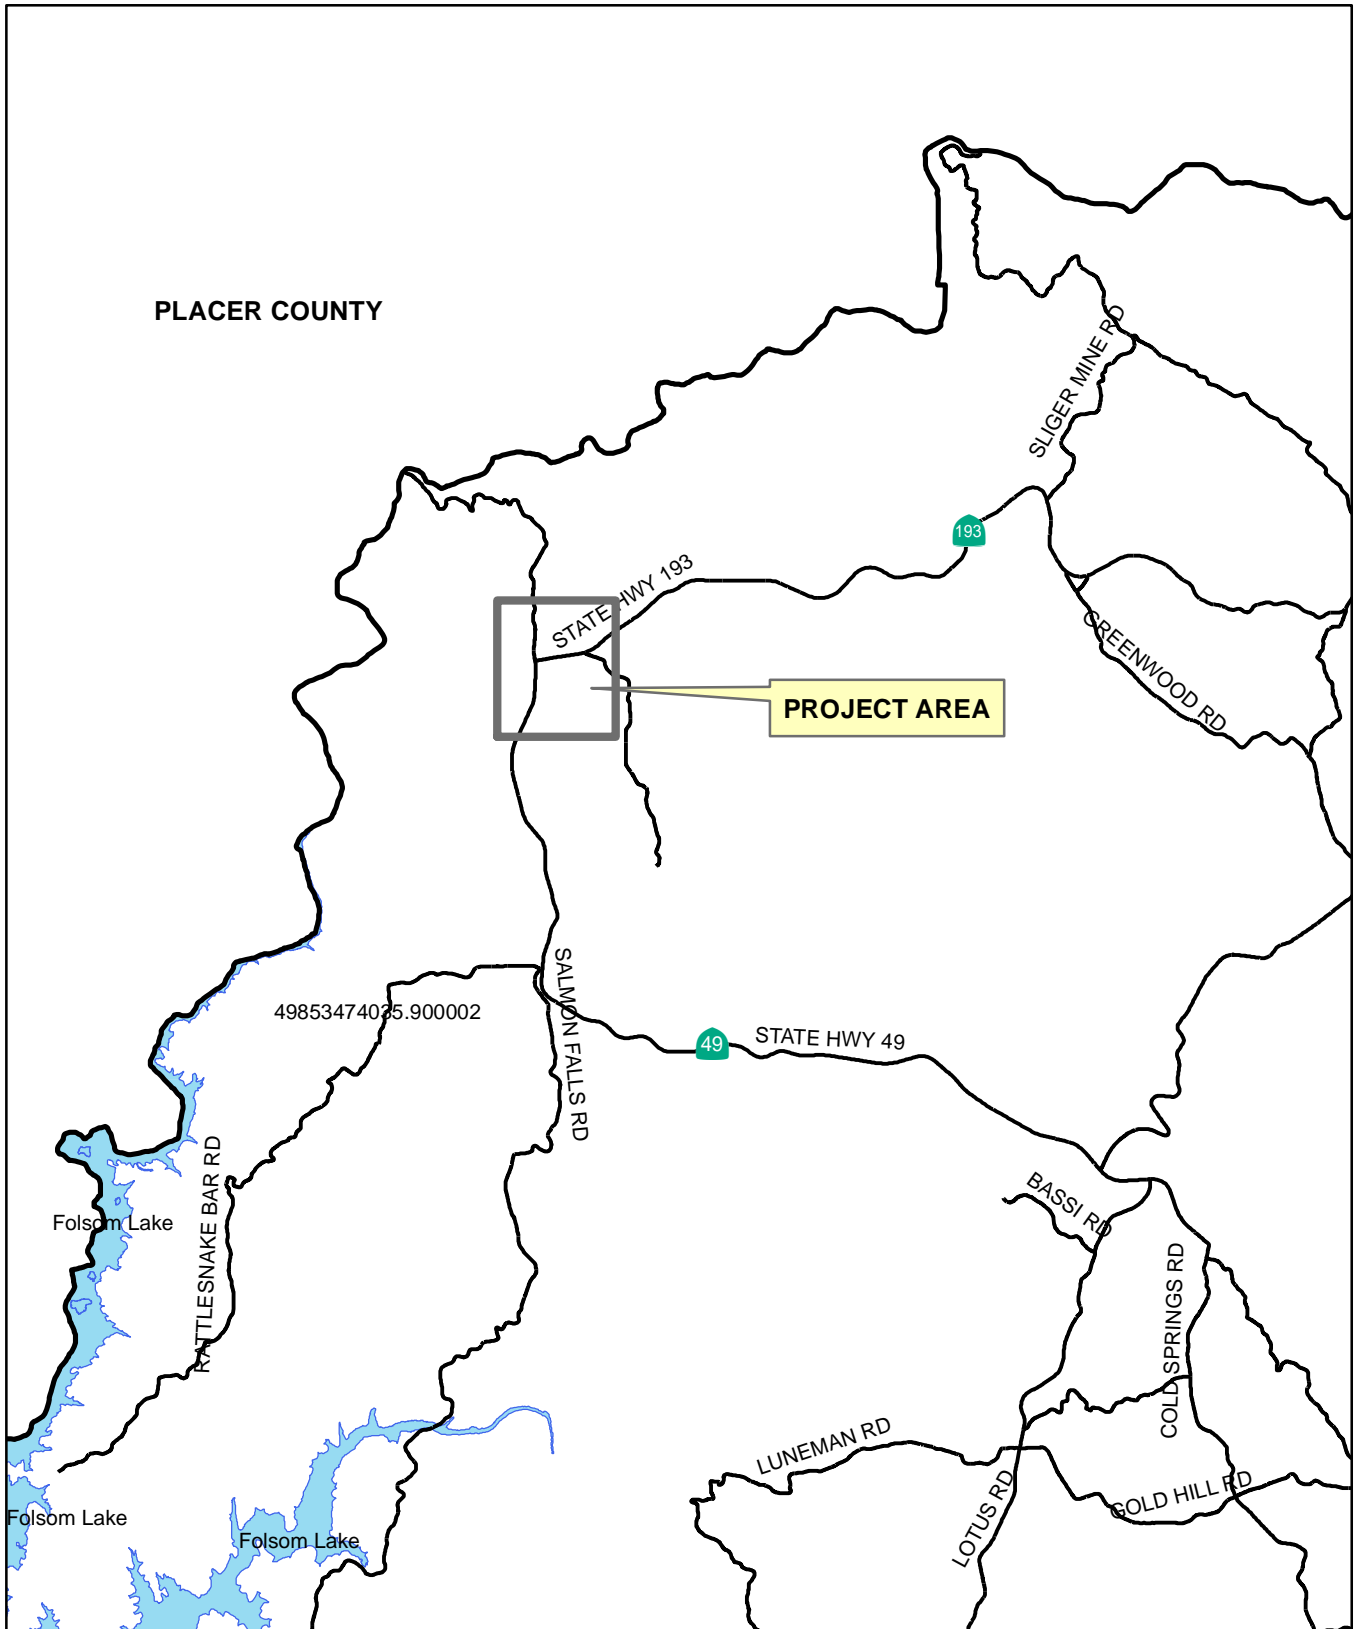 PLACER COUNTY
SLIGER MINE RD
193
STATE HWY 193
GREENWOOD RD
PROJECT AREA
SALMON FALLS RD
49853474035.900002
49
STATE HWY 49
RATTLESNAKE BAR RD
BASSI RD
Folsom Lake
COLD SPRINGS RD
LUNEMAN RD
LOTUS RD
GOLD HILL RD
Folsom Lake
Folsom Lake